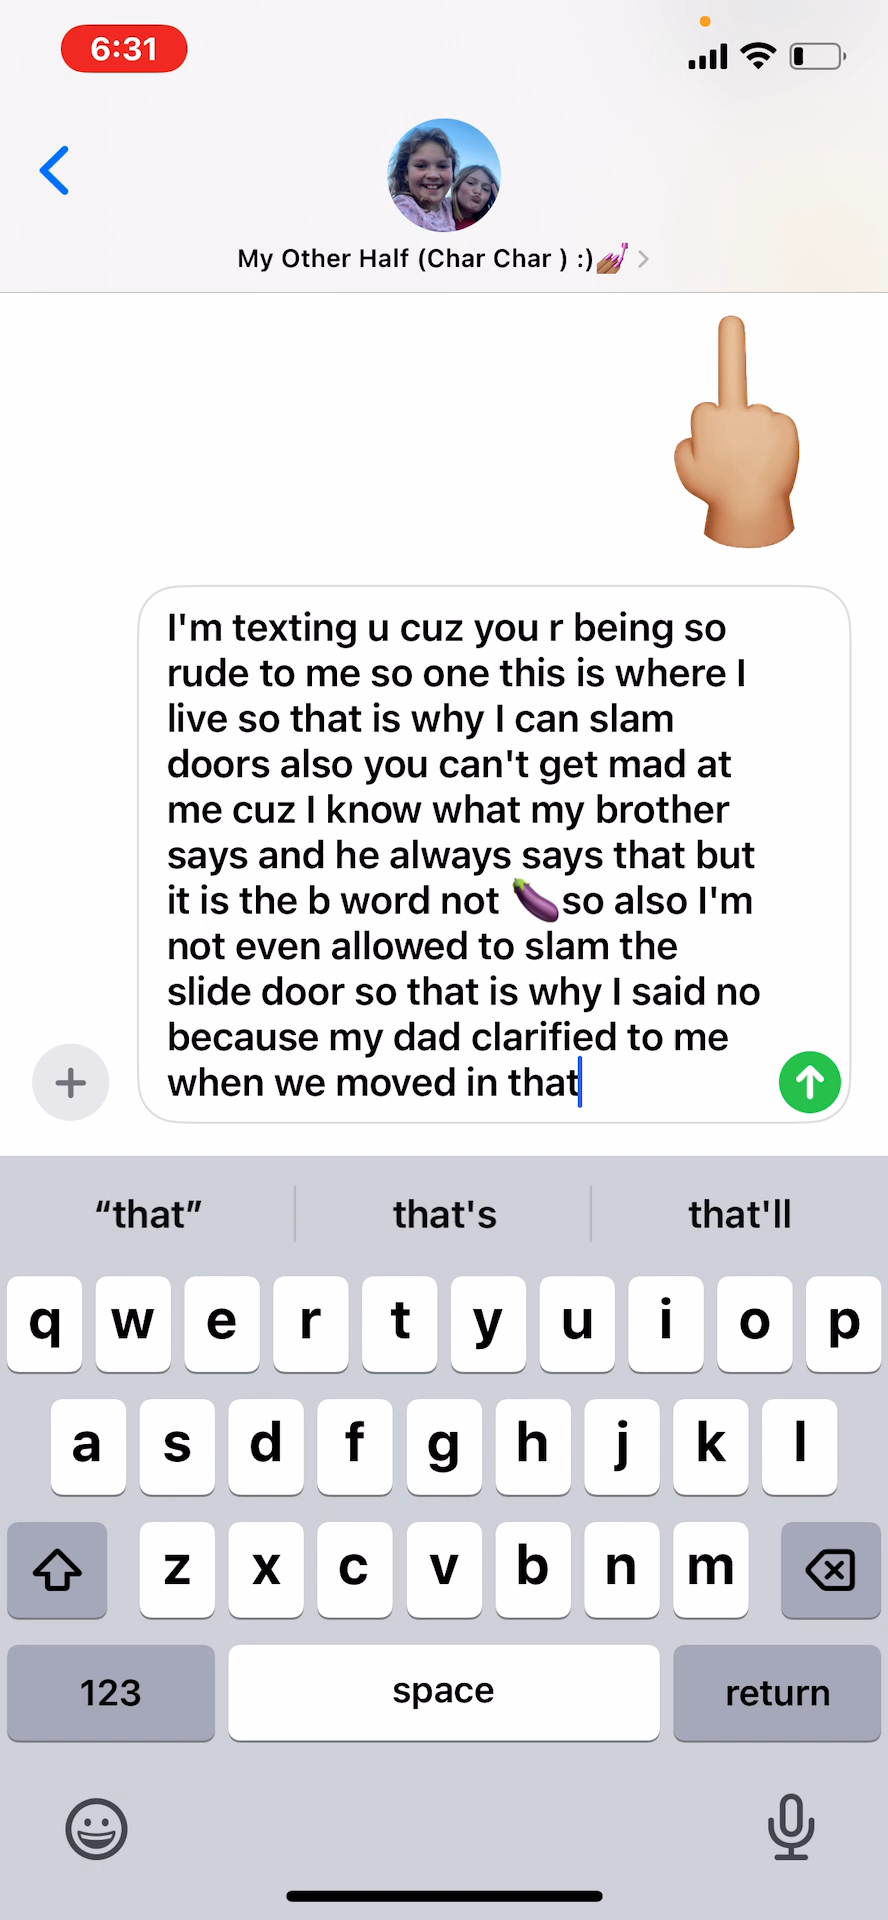 6:31
My Other Half (Char Char ) :)💅🏽
🖕🏼
I'm texting u cuz you r being so
rude to me so one this is where I
live so that is why I can slam
doors also you can't get mad at
me cuz I know what my brother
says and he always says that but
it is the b word not 🍆so also I'm
not even allowed to slam the
slide door so that is why I said no
because my dad clarified to me
when we moved in that
“that” that's that'll
q w e r t y u i o p
a s d f g h j k l
z x c v b n m
123 space return